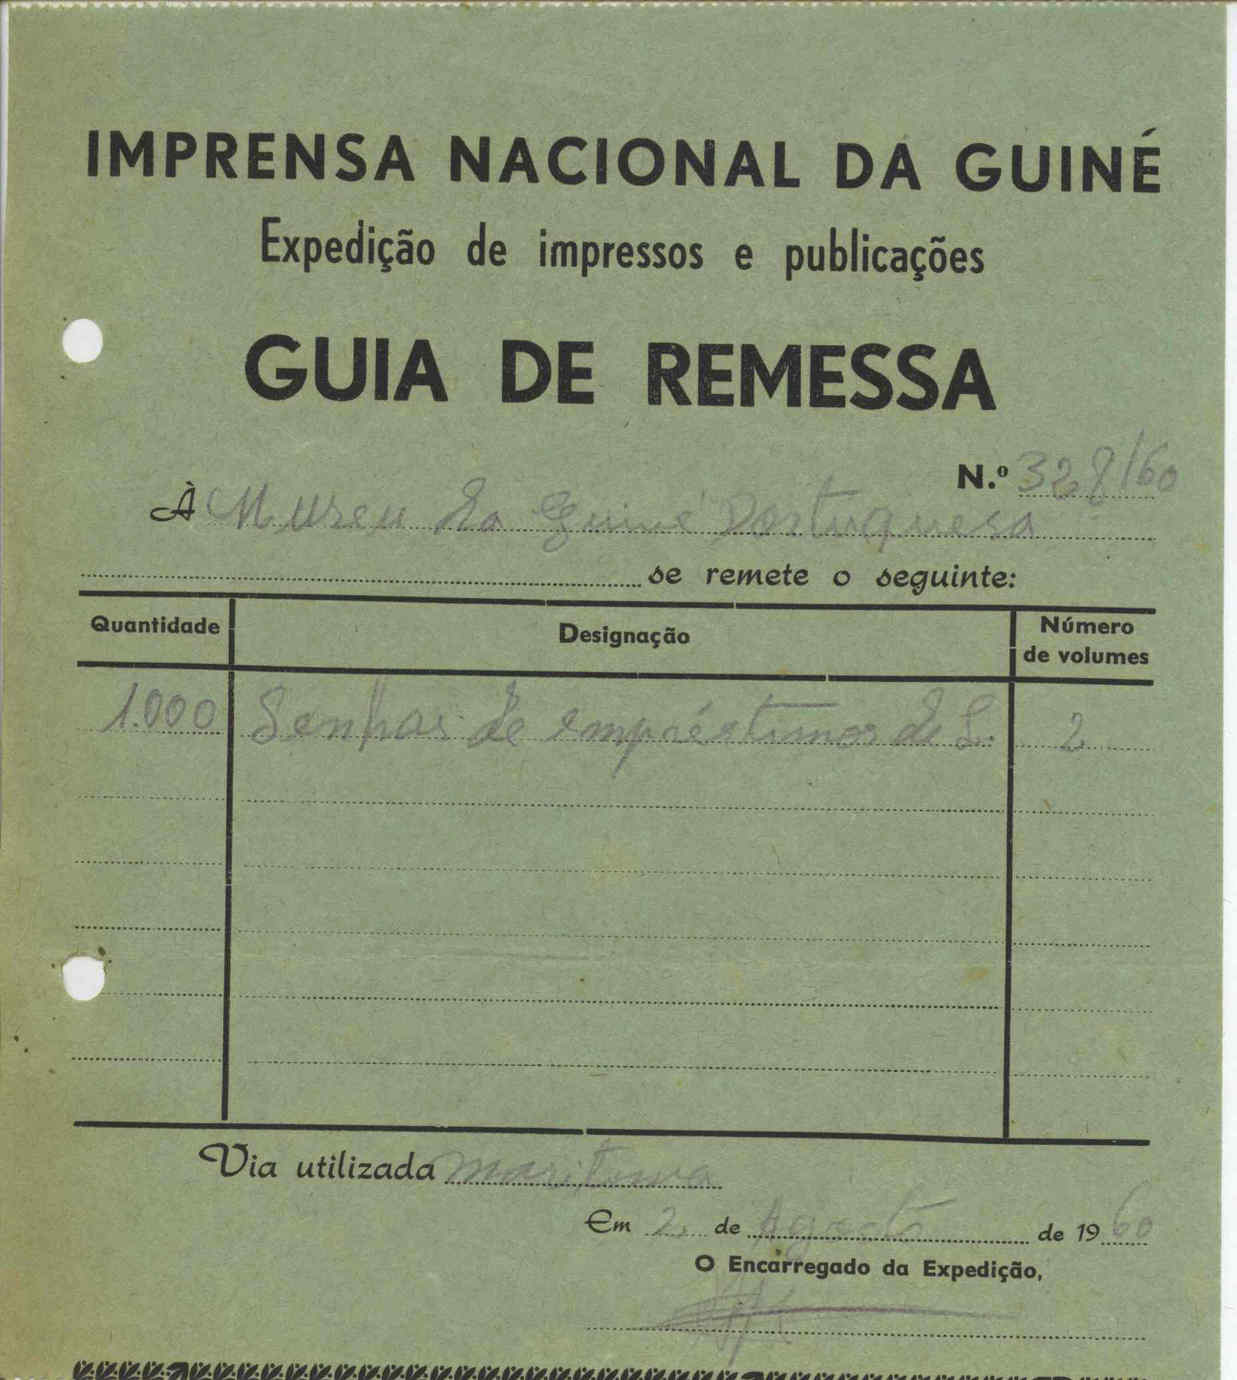 IMPRENSA NACIONAL DA GUINÉ
Expedição de impressos e publicações
GUIA DE REMESSA
N.º 328/60
À Museu da Guiné Portuguesa
se remete o seguinte:
Quantidade Designação Número de volumes
1.000 Senhas de empréstimos de L. 2
Via utilizada maritima
Em 2 de Agosto de 1960
O Encarregado da Expedição,